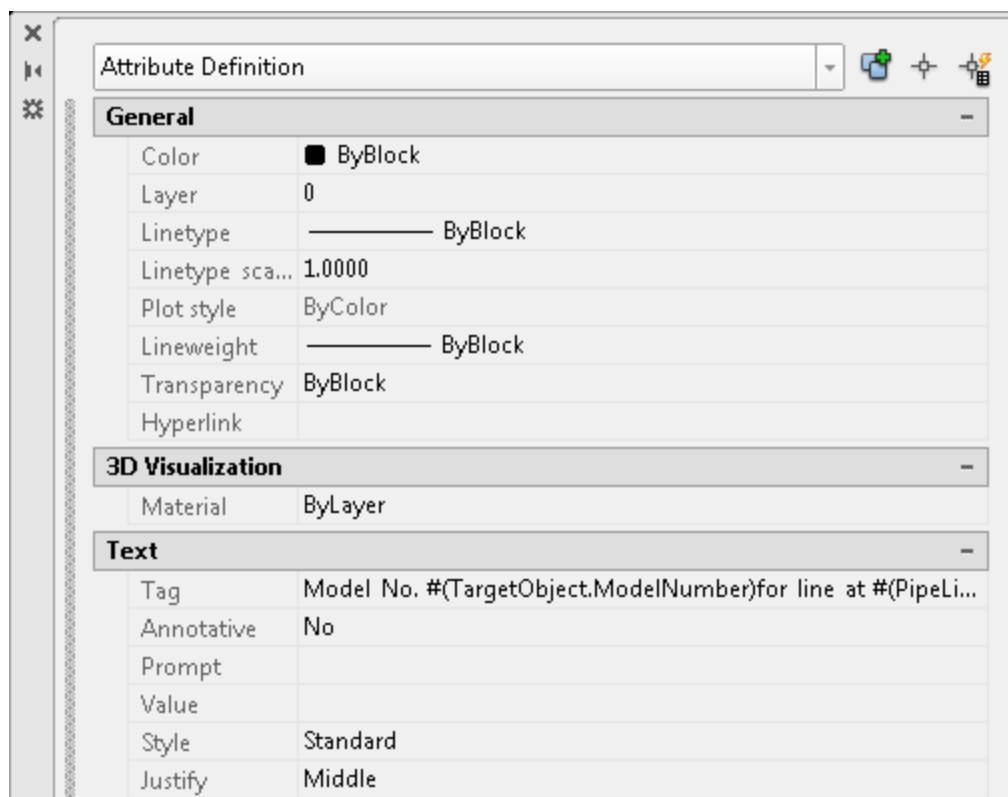 Attribute Definition
General
Color ByBlock
Layer 0
Linetype ByBlock
Linetype sca... 1.0000
Plot style ByColor
Lineweight ByBlock
Transparency ByBlock
Hyperlink
3D Visualization
Material ByLayer
Text
Tag Model No. #(TargetObject.ModelNumber)for line at #(PipeLi...
Annotative No
Prompt
Value
Style Standard
Justify Middle